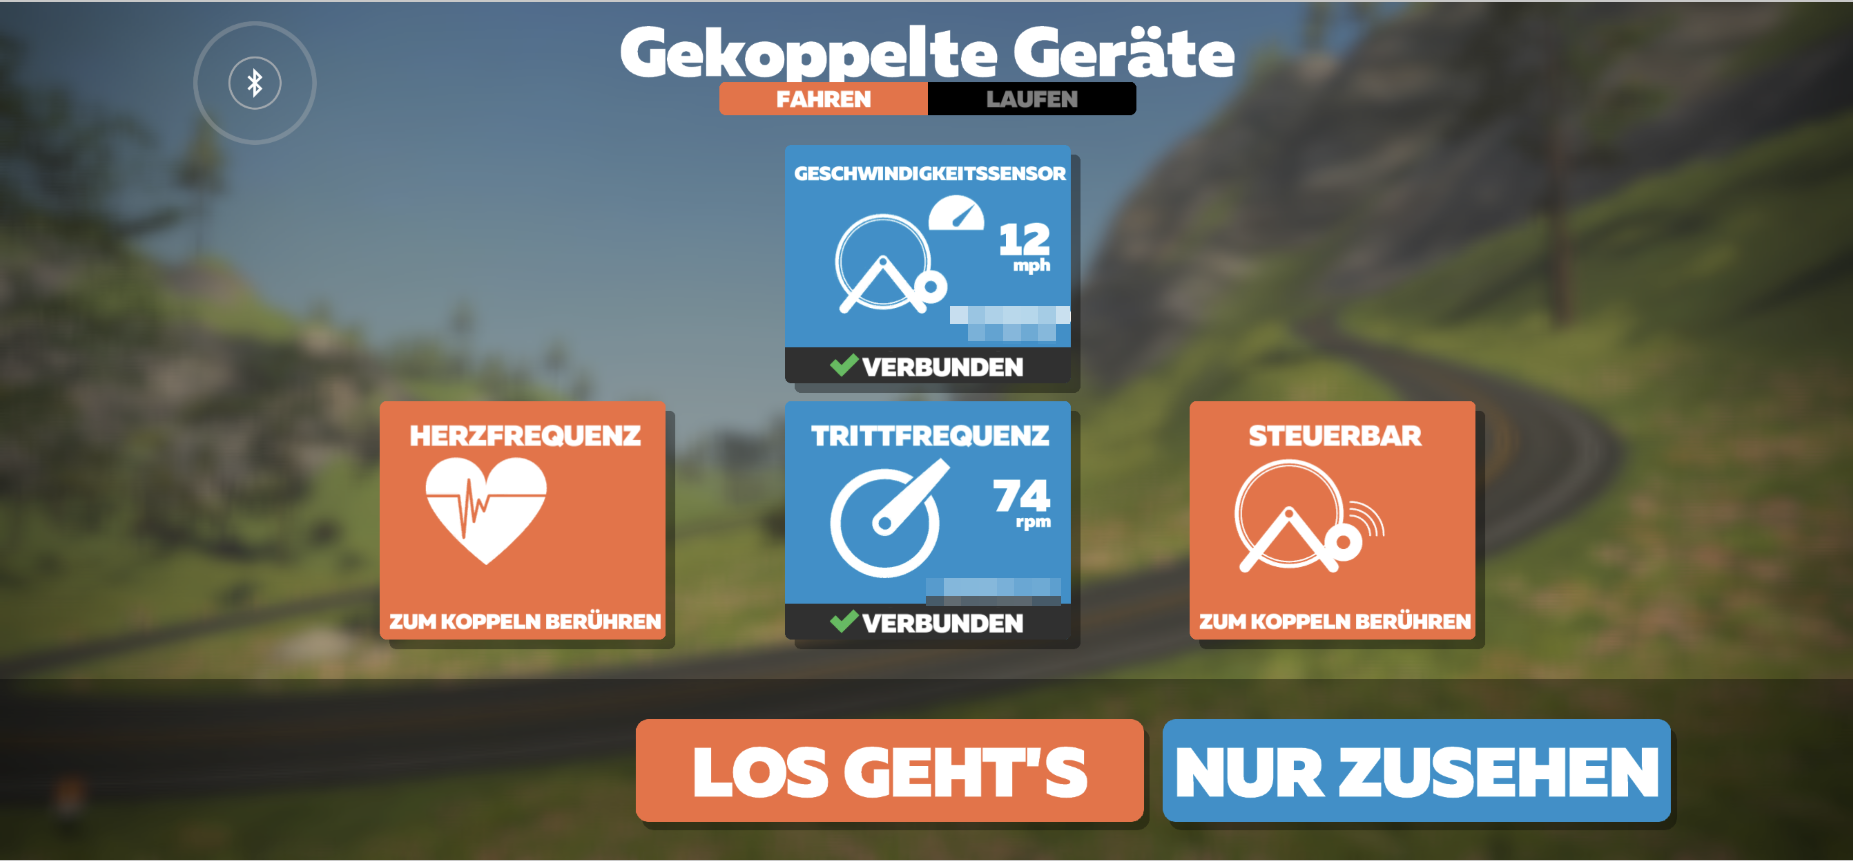 Gekoppelte Geräte
FAHREN
LAUFEN
GESCHWINDIGKEITSSENSOR
12
mph
VERBUNDEN
HERZFREQUENZ
ZUM KOPPELN BERÜHREN
TRITTFREQUENZ
74
rpm
VERBUNDEN
STEUERBAR
ZUM KOPPELN BERÜHREN
LOS GEHT'S
NUR ZUSEHEN